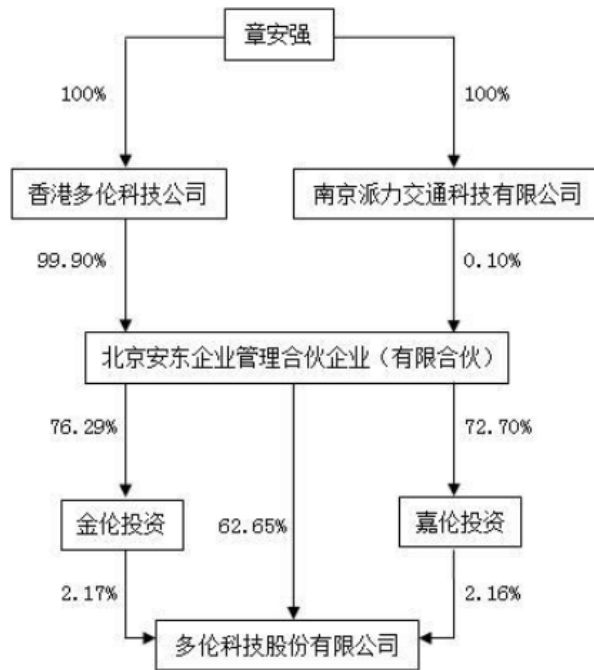 章安强
100%
100%
香港多伦科技公司
南京派力交通科技有限公司
99.90%
0.10%
北京安东企业管理合伙企业（有限合伙）
76.29%
72.70%
金伦投资
62.65%
嘉伦投资
2.17%
2.16%
多伦科技股份有限公司